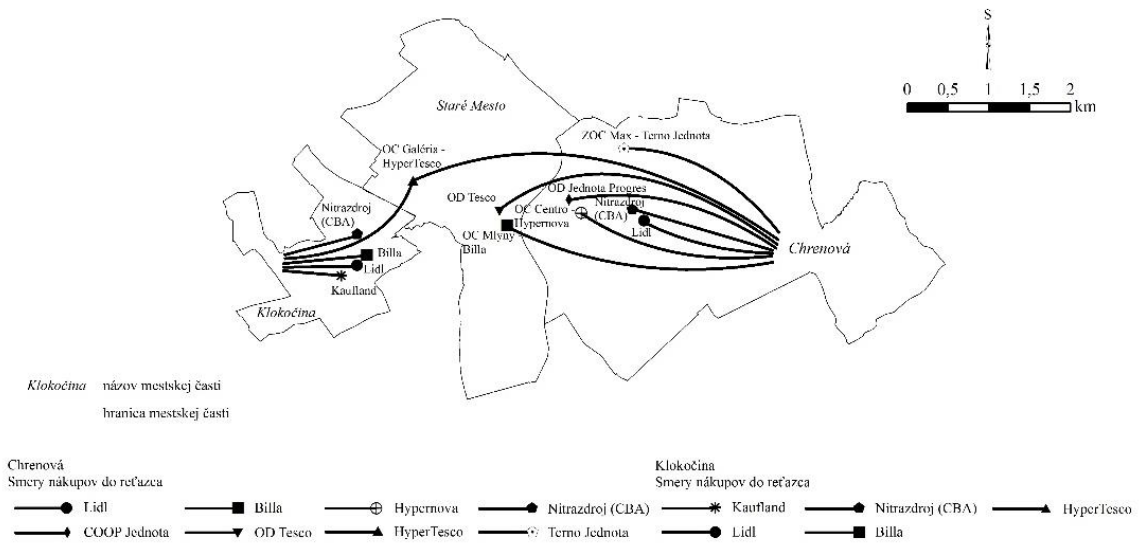 S
0 0,5 1 1,5 2
km
Staré Mesto
ZOC Max - Terno Jednota
OC Galéria -
HyperTesco
OD Jednota Progres
OD Tesco
OC Centro -
Hypernova
Nitrazdroj
(CBA)
Lidl
OC Mlyny -
Billa
Nitrazdroj
(CBA)
Billa
Lidl
Kaufland
Klokočina
Chrenová
Klokočina názov mestskej časti
hranica mestskej časti
Chrenová
Smery nákupov do reťazca
Lidl Billa Hypernova Nitrazdroj (CBA)
COOP Jednota OD Tesco HyperTesco Terno Jednota
Klokočina
Smery nákupov do reťazca
Kaufland Nitrazdroj (CBA) HyperTesco
Lidl Billa